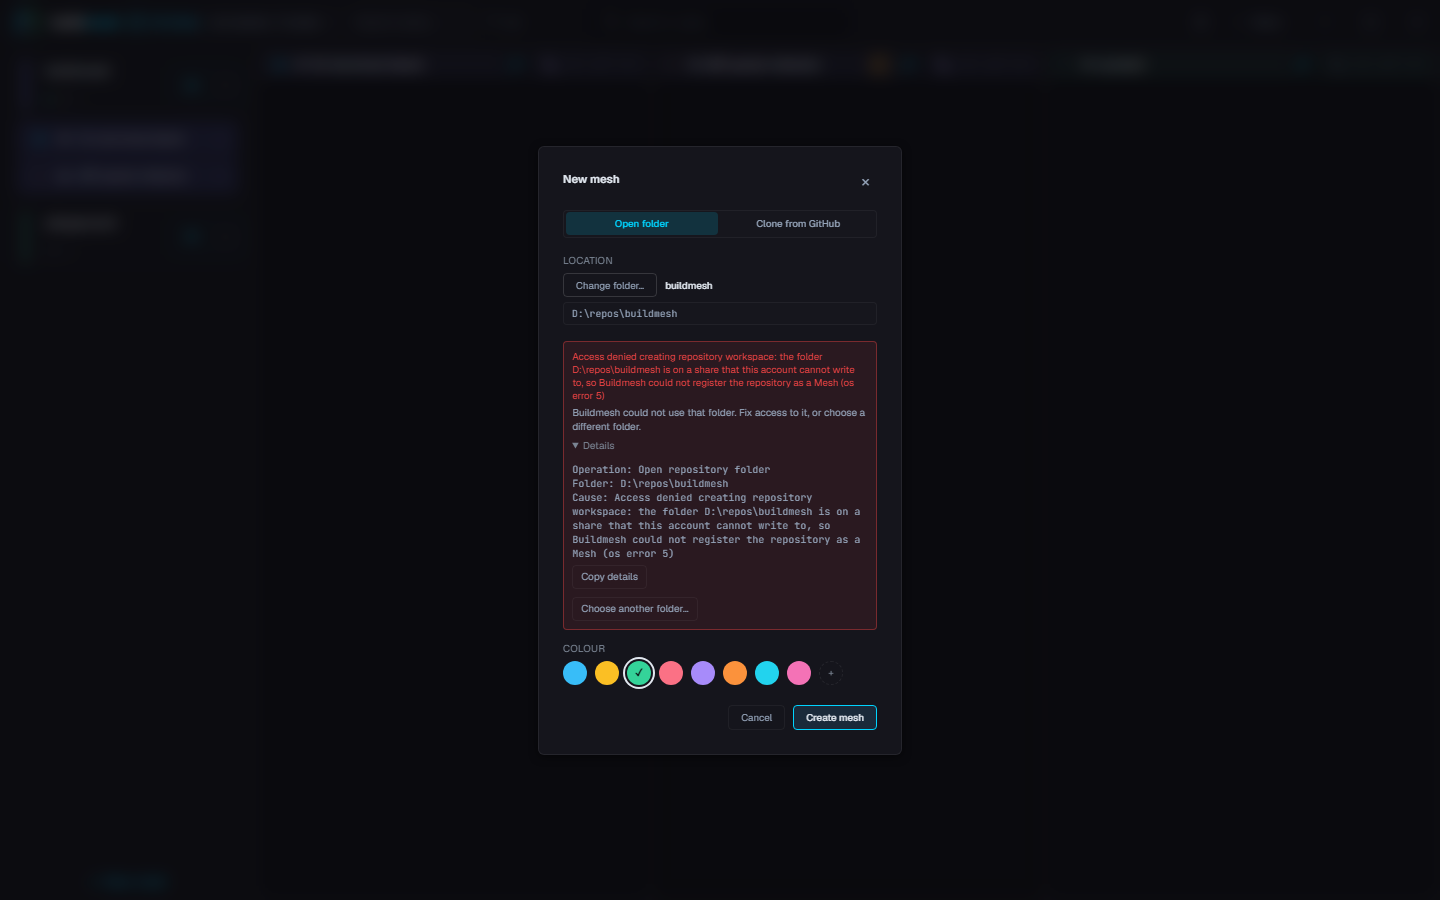 New mesh
×
Open folder
Clone from GitHub
LOCATION
Change folder...
buildmesh
D:\repos\buildmesh
Access denied creating repository workspace: the folder
D:\repos\buildmesh is on a share that this account cannot write
to, so Buildmesh could not register the repository as a Mesh (os
error 5)
Buildmesh could not use that folder. Fix access to it, or choose a
different folder.
▼ Details
Operation: Open repository folder
Folder: D:\repos\buildmesh
Cause: Access denied creating repository
workspace: the folder D:\repos\buildmesh is on a
share that this account cannot write to, so
Buildmesh could not register the repository as a
Mesh (os error 5)
Copy details
Choose another folder...
COLOUR
✓
+
Cancel
Create mesh